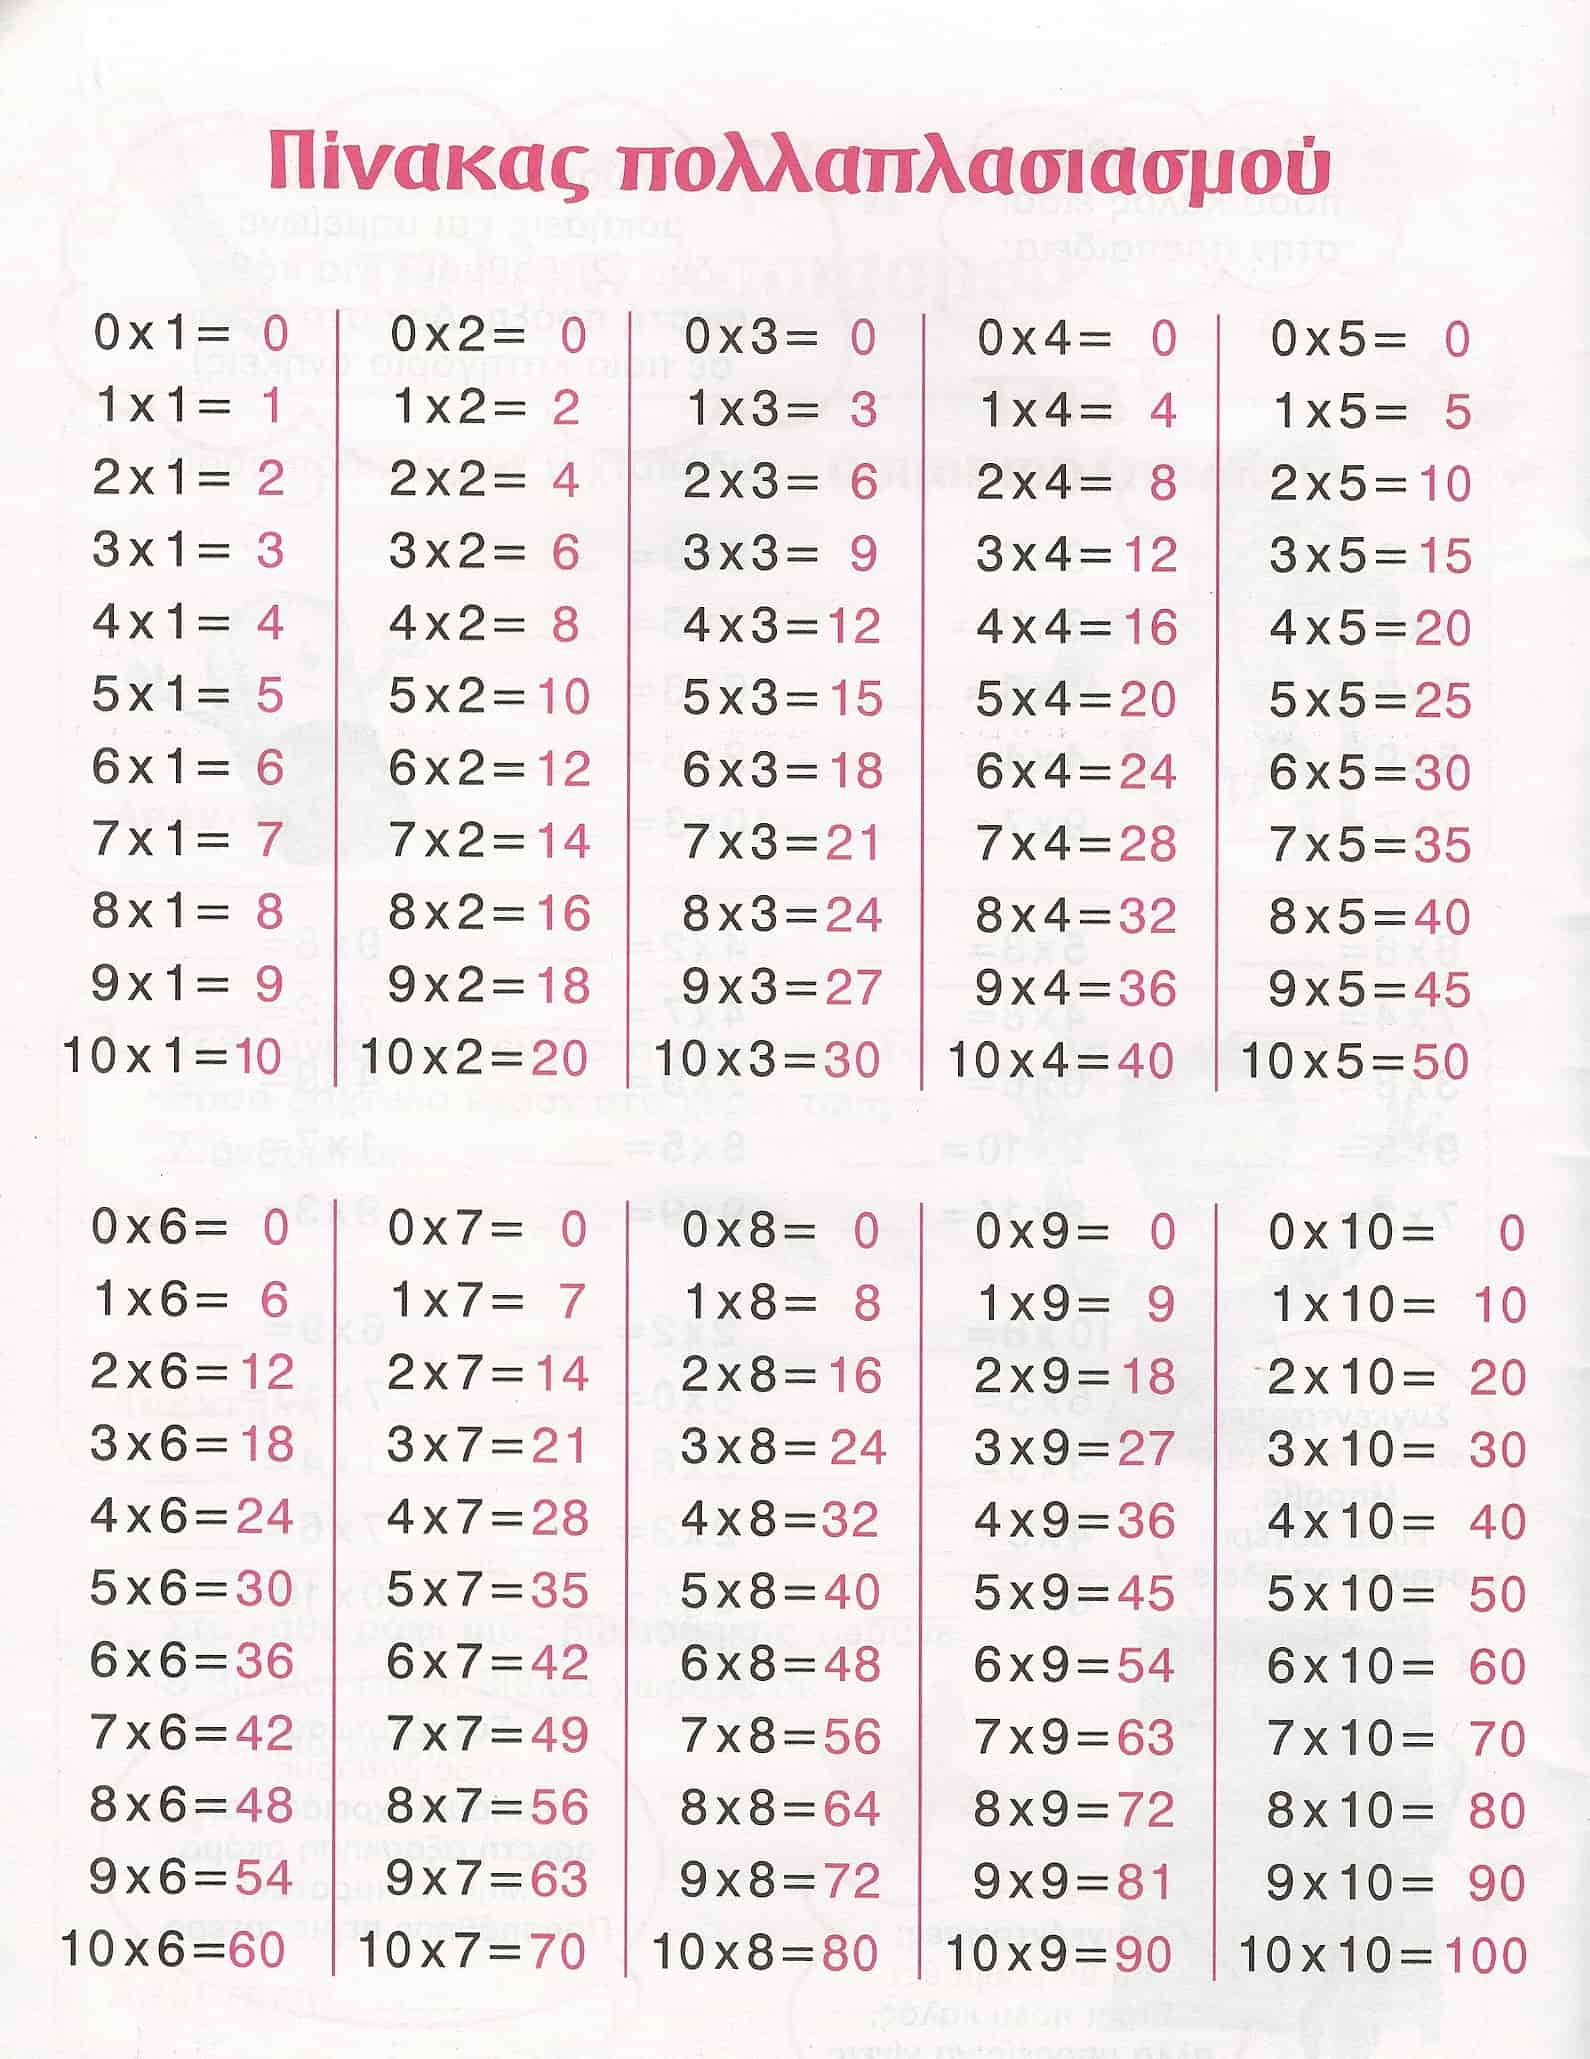 Πίνακας πολλαπλασιασμού
0x1= 0
1x1= 1
2x1= 2
3x1= 3
4x1= 4
5x1= 5
6x1= 6
7x1= 7
8x1= 8
9x1= 9
10x1=10
0x2= 0
1x2= 2
2x2= 4
3x2= 6
4x2= 8
5x2=10
6x2=12
7x2=14
8x2=16
9x2=18
10x2=20
0x3= 0
1x3= 3
2x3= 6
3x3= 9
4x3=12
5x3=15
6x3=18
7x3=21
8x3=24
9x3=27
10x3=30
0x4= 0
1x4= 4
2x4= 8
3x4=12
4x4=16
5x4=20
6x4=24
7x4=28
8x4=32
9x4=36
10x4=40
0x5= 0
1x5= 5
2x5=10
3x5=15
4x5=20
5x5=25
6x5=30
7x5=35
8x5=40
9x5=45
10x5=50
0x6= 0
1x6= 6
2x6=12
3x6=18
4x6=24
5x6=30
6x6=36
7x6=42
8x6=48
9x6=54
10x6=60
0x7= 0
1x7= 7
2x7=14
3x7=21
4x7=28
5x7=35
6x7=42
7x7=49
8x7=56
9x7=63
10x7=70
0x8= 0
1x8= 8
2x8=16
3x8=24
4x8=32
5x8=40
6x8=48
7x8=56
8x8=64
9x8=72
10x8=80
0x9= 0
1x9= 9
2x9=18
3x9=27
4x9=36
5x9=45
6x9=54
7x9=63
8x9=72
9x9=81
10x9=90
0x10= 0
1x10= 10
2x10= 20
3x10= 30
4x10= 40
5x10= 50
6x10= 60
7x10= 70
8x10= 80
9x10= 90
10x10=100